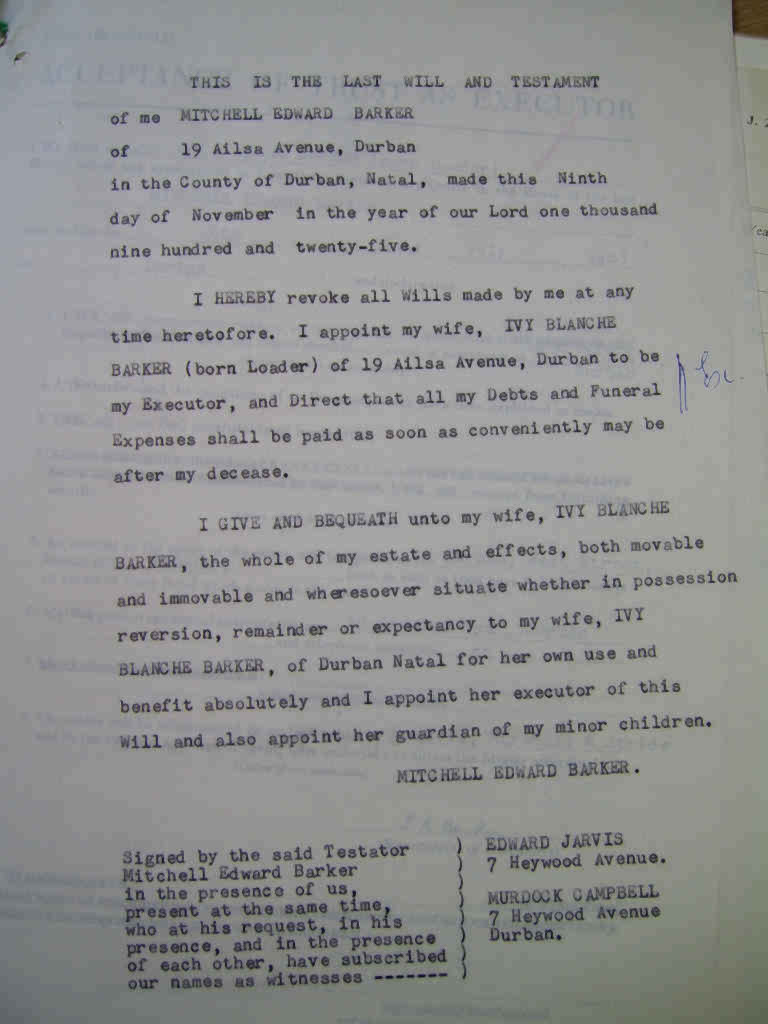 THIS IS THE LAST WILL AND TESTAMENT
of me MITCHELL EDWARD BARKER
of 19 Ailsa Avenue, Durban
in the County of Durban, Natal, made this Ninth
day of November in the year of our Lord one thousand
nine hundred and twenty-five.
I HEREBY revoke all Wills made by me at any
time heretofore. I appoint my wife, IVY BLANCHE
BARKER (born Loader) of 19 Ailsa Avenue, Durban to be
my Executor, and Direct that all my Debts and Funeral
Expenses shall be paid as soon as conveniently may be
after my decease.
I GIVE AND BEQUEATH unto my wife, IVY BLANCHE
BARKER, the whole of my estate and effects, both movable
and immovable and wheresoever situate whether in possession
reversion, remainder or expectancy to my wife, IVY
BLANCHE BARKER, of Durban Natal for her own use and
benefit absolutely and I appoint her executor of this
Will and also appoint her guardian of my minor children.
MITCHELL EDWARD BARKER.
Signed by the said Testator
Mitchell Edward Barker
in the presence of us,
present at the same time,
who at his request, in his
presence, and in the presence
of each other, have subscribed
our names as witnesses -------
EDWARD JARVIS
7 Heywood Avenue.
MURDOCK CAMPBELL
7 Heywood Avenue
Durban.